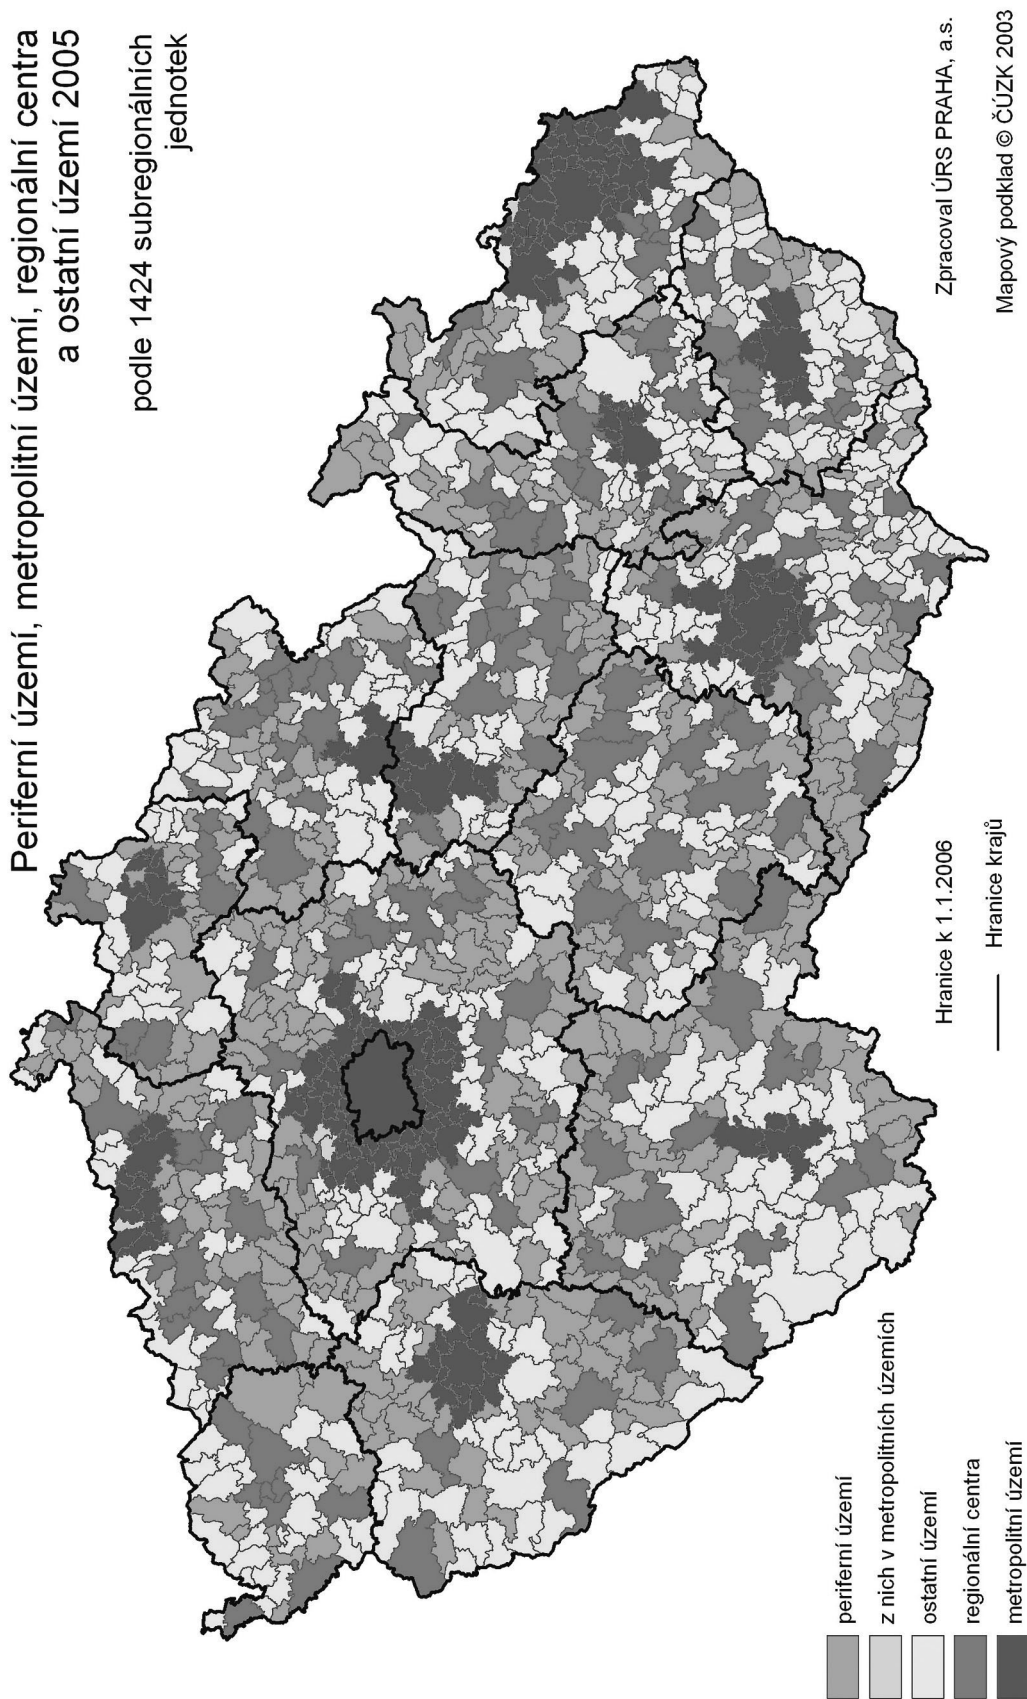 Periferní území, metropolitní území, regionální centra
a ostatní území 2005
podle 1424 subregionálních
jednotek
periferní území
z nich v metropolitních územích
ostatní území
regionální centra
metropolitní území
Hranice k 1.1.2006
Hranice krajů
Zpracoval ÚRS PRAHA, a.s.
Mapový podklad © ČÚZK 2003